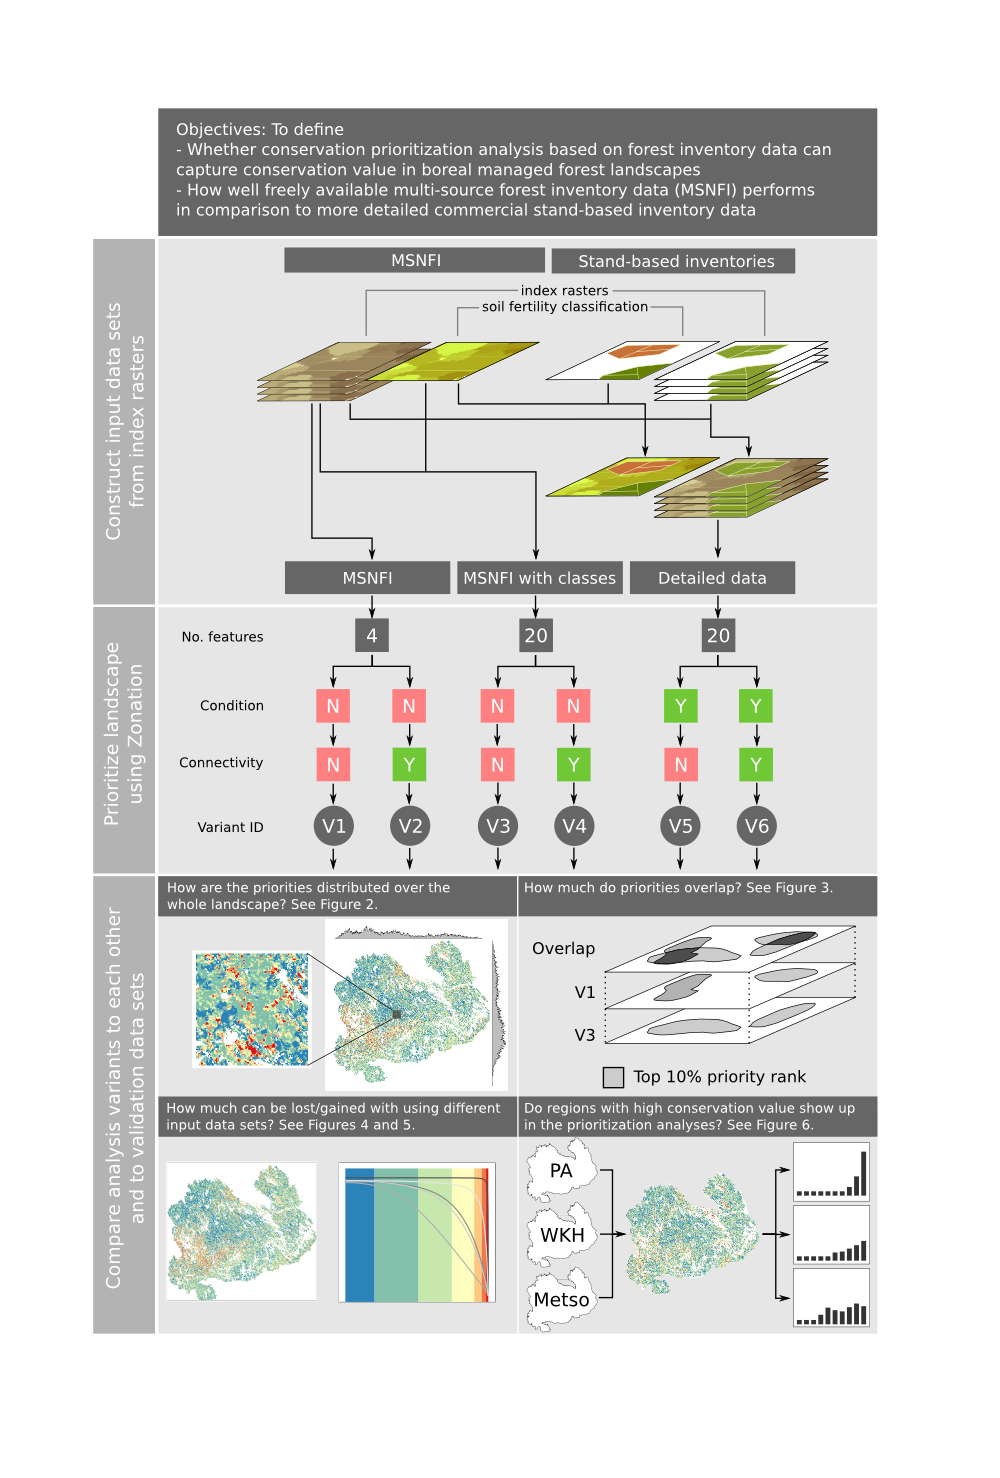 Objectives: To define
- Whether conservation prioritization analysis based on forest inventory data can
capture conservation value in boreal managed forest landscapes
- How well freely available multi-source forest inventory data (MSNFI) performs
in comparison to more detailed commercial stand-based inventory data
Construct input data sets
from index rasters
MSNFI
Stand-based inventories
index rasters
soil fertility classification
MSNFI
MSNFI with classes
Detailed data
Prioritize landscape
using Zonation
No. features
4
20
20
Condition
N
N
N
N
Y
Y
Connectivity
N
Y
N
Y
N
Y
Variant ID
V1
V2
V3
V4
V5
V6
Compare analysis variants to each other
and to validation data sets
How are the priorities distributed over the
whole landscape? See Figure 2.
How much do priorities overlap? See Figure 3.
Overlap
V1
V3
Top 10% priority rank
How much can be lost/gained with using different
input data sets? See Figures 4 and 5.
Do regions with high conservation value show up
in the prioritization analyses? See Figure 6.
PA
WKH
Metso